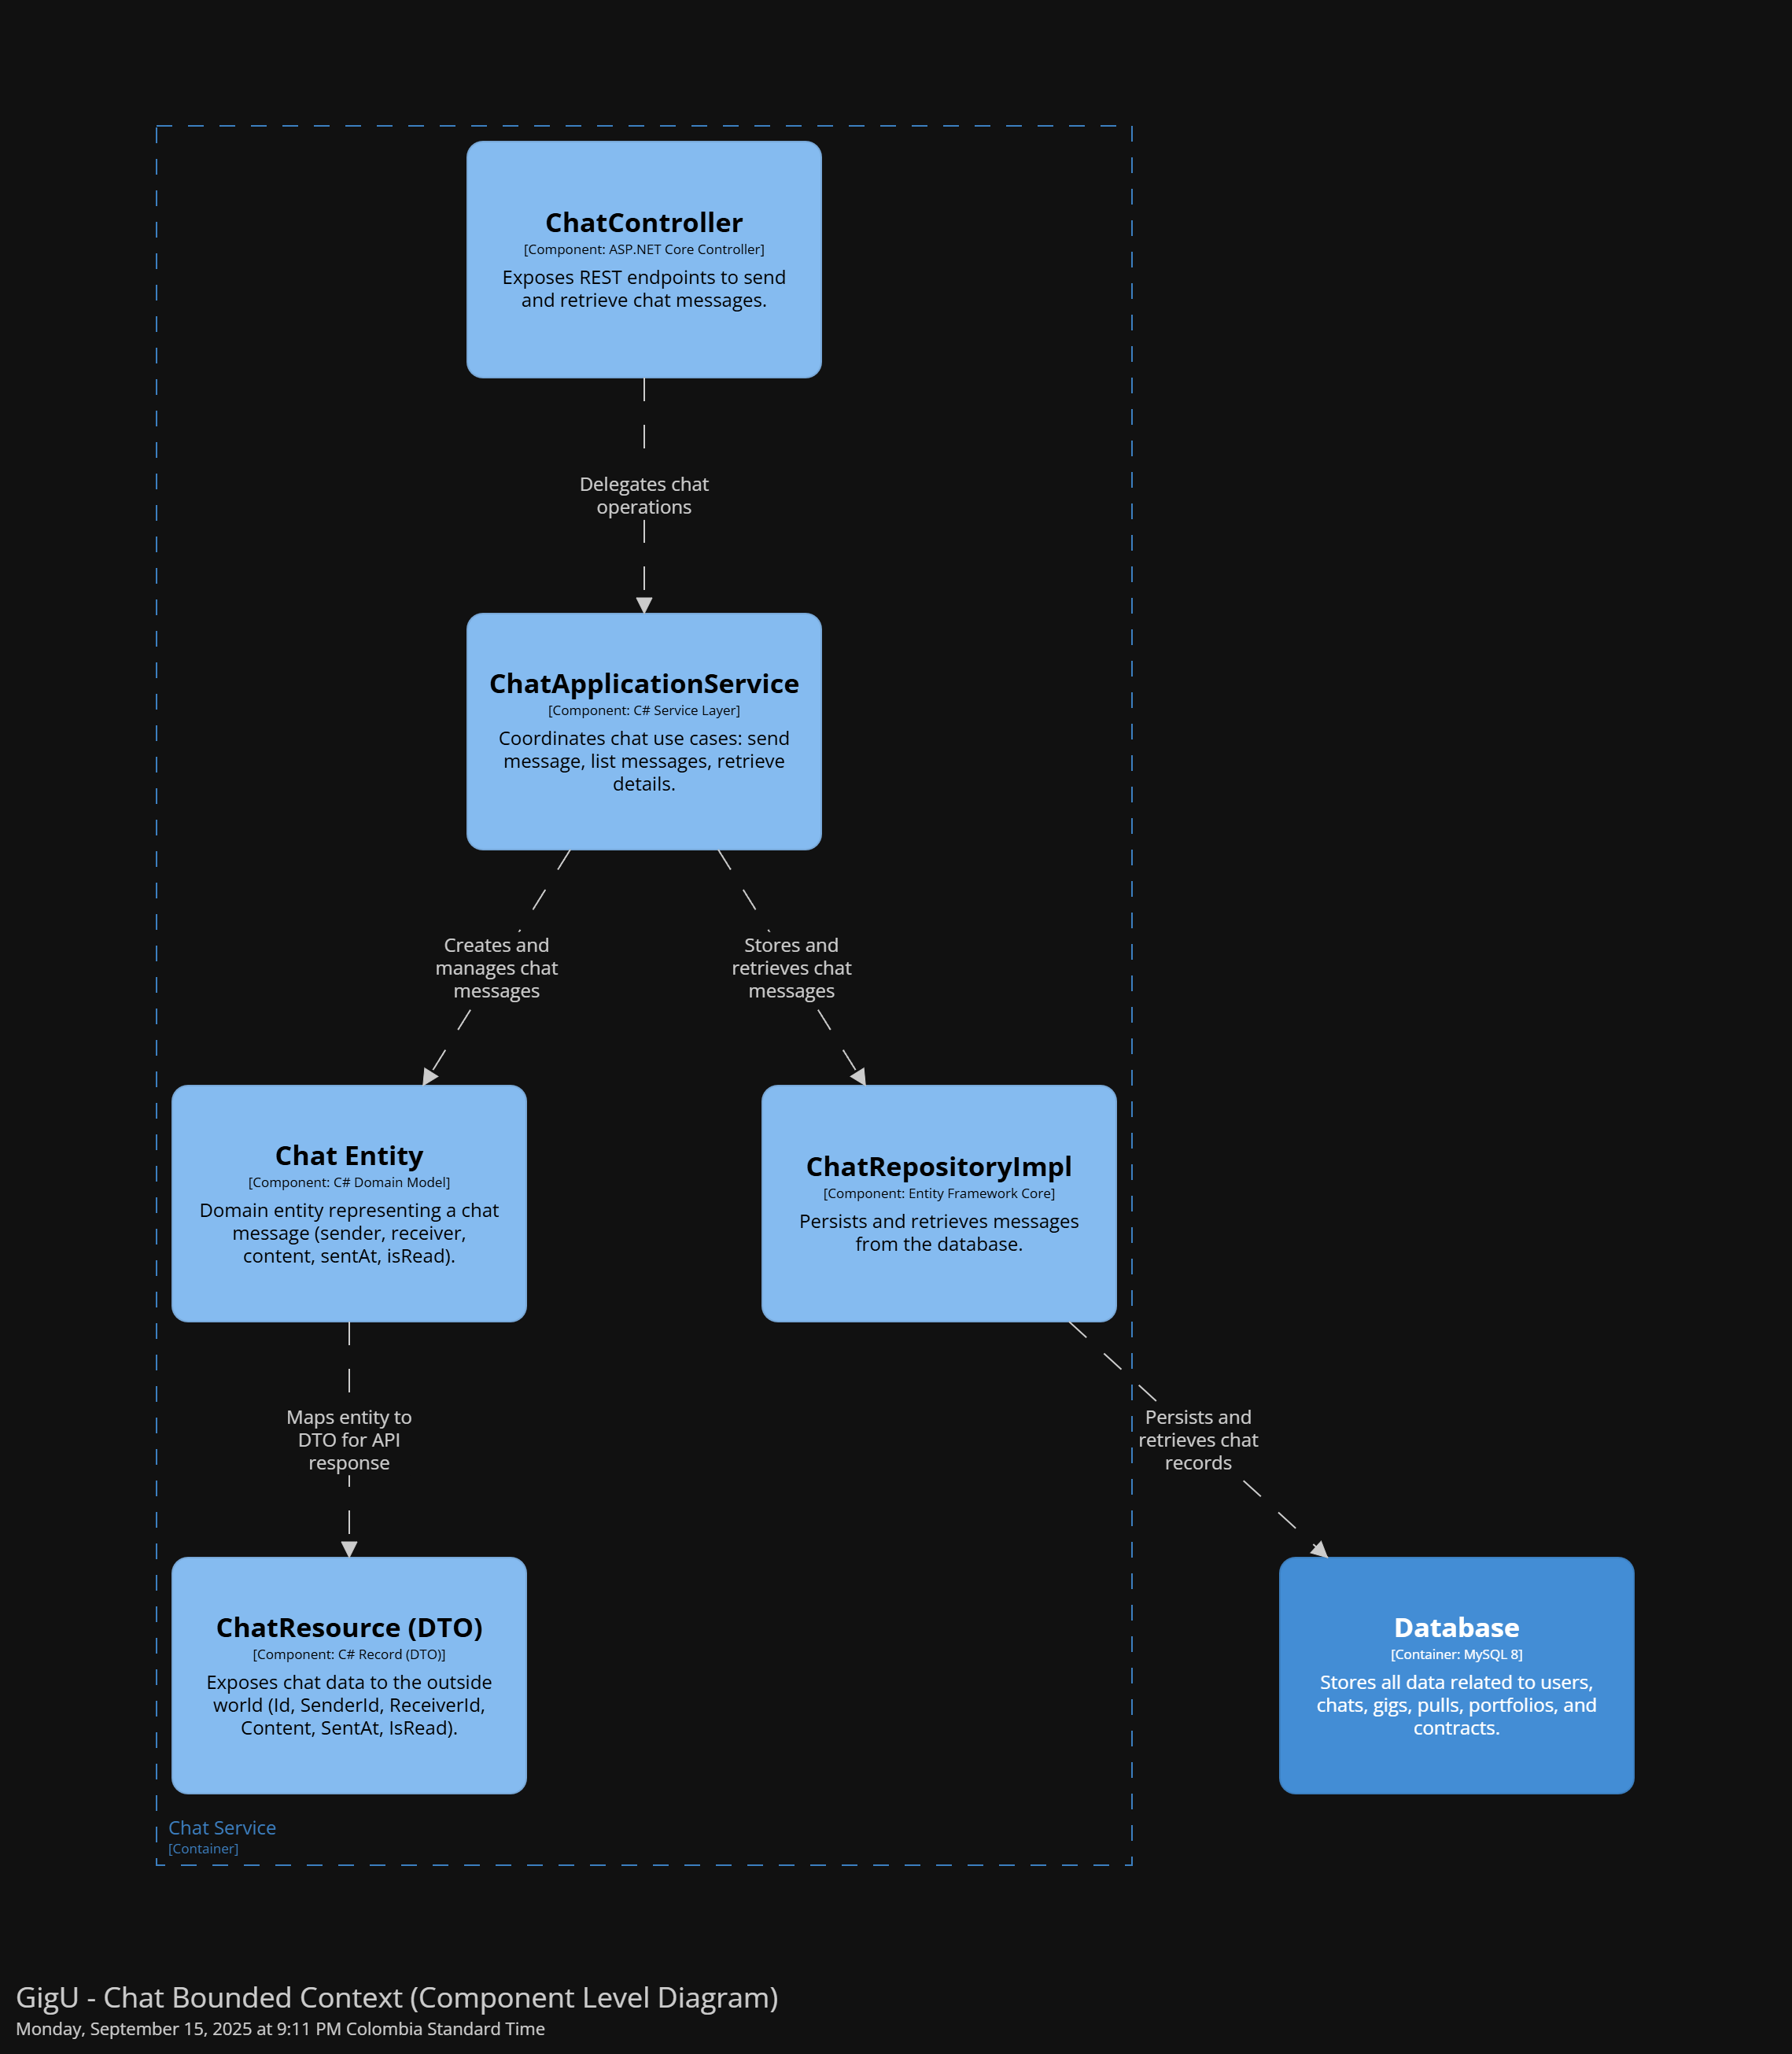 ChatController
[Component: ASP.NET Core Controller]
Exposes REST endpoints to send
and retrieve chat messages.
Delegates chat
operations
ChatApplicationService
[Component: C# Service Layer]
Coordinates chat use cases: send
message, list messages, retrieve
details.
Creates and
manages chat
messages
Stores and
retrieves chat
messages
Chat Entity
[Component: C# Domain Model]
Domain entity representing a chat
message (sender, receiver,
content, sentAt, isRead).
ChatRepositoryImpl
[Component: Entity Framework Core]
Persists and retrieves messages
from the database.
Maps entity to
DTO for API
response
Persists and
retrieves chat
records
ChatResource (DTO)
[Component: C# Record (DTO)]
Exposes chat data to the outside
world (Id, SenderId, ReceiverId,
Content, SentAt, IsRead).
Database
[Container: MySQL 8]
Stores all data related to users,
chats, gigs, pulls, portfolios, and
contracts.
Chat Service
[Container]
GigU - Chat Bounded Context (Component Level Diagram)
Monday, September 15, 2025 at 9:11 PM Colombia Standard Time